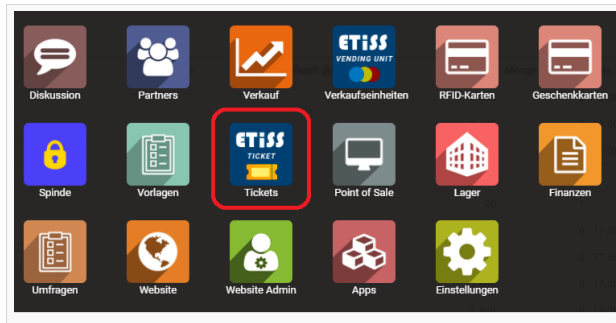 ETISS
VENDING UNIT
Diskussion
Partners
Verkauf
Verkaufseinheiten
RFID-Karten
Geschenkkarten
ETISS
TICKET
Spinde
Vorlagen
Tickets
Point of Sale
Lager
Finanzen
Umfragen
Website
Website Admin
Apps
Einstellungen